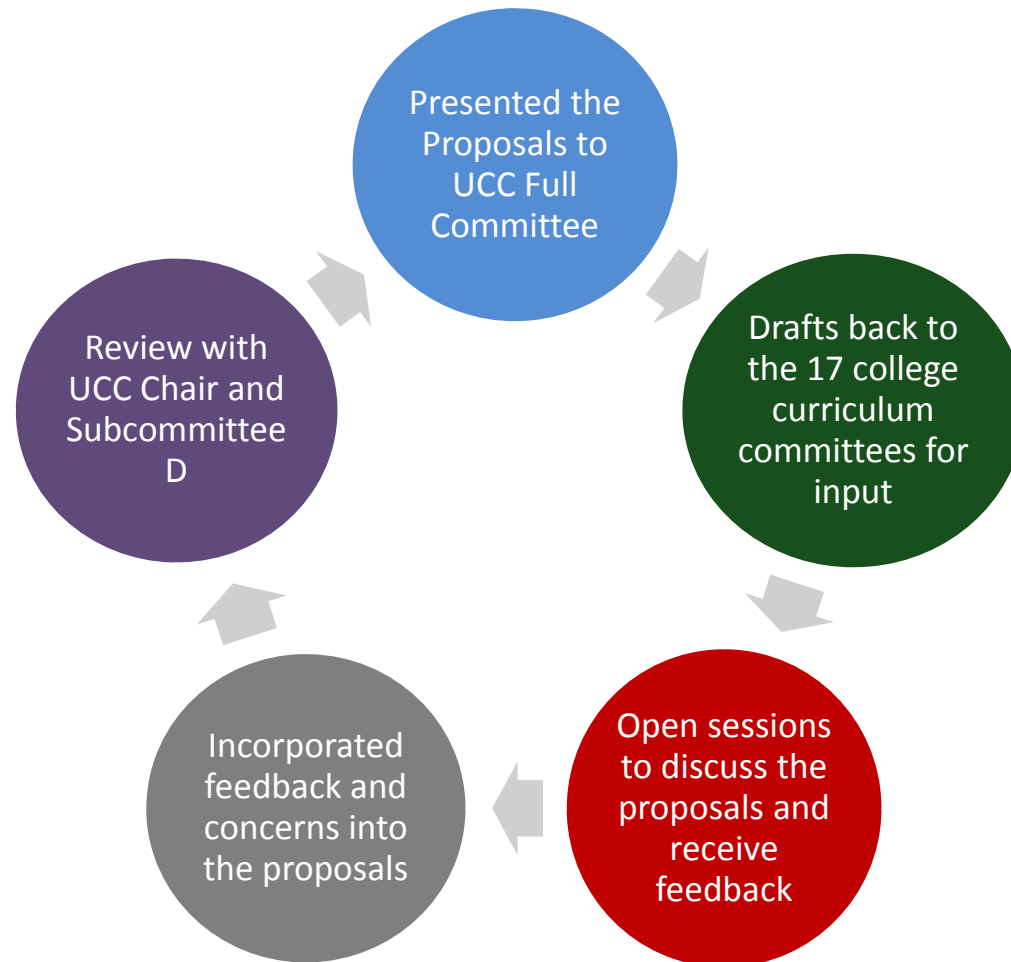 Presented the
Proposals to
UCC Full
Committee
Drafts back to
the 17 college
curriculum
committees for
input
Open sessions
to discuss the
proposals and
receive
feedback
Incorporated
feedback and
concerns into
the proposals
Review with
UCC Chair and
Subcommittee
D